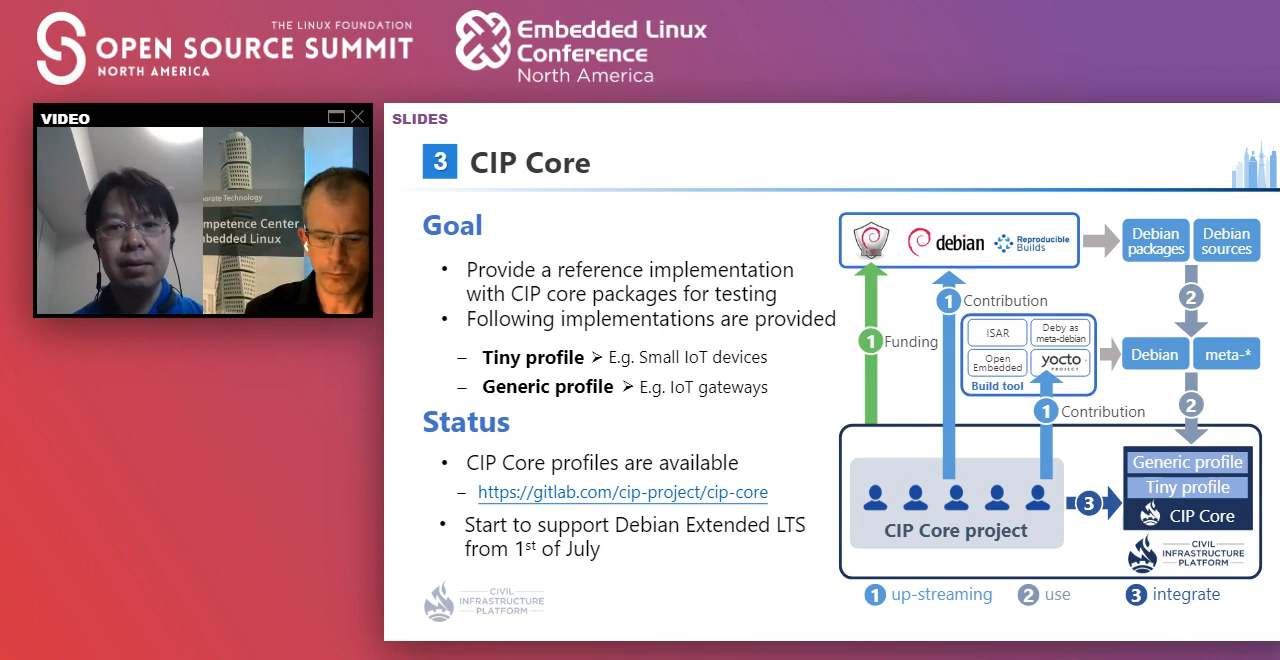 THE LINUX FOUNDATION
OPEN SOURCE SUMMIT
NORTH AMERICA
Embedded Linux
Conference
North America
VIDEO
orate Technology
mpetence Center
bedded Linux
SLIDES
3 CIP Core
Goal
• Provide a reference implementation
with CIP core packages for testing
• Following implementations are provided
– Tiny profile ➢ E.g. Small IoT devices
– Generic profile ➢ E.g. IoT gateways
Status
• CIP Core profiles are available
– https://gitlab.com/cip-project/cip-core
• Start to support Debian Extended LTS
from 1st of July
CIVIL
INFRASTRUCTURE
PLATFORM
debian
Reproducible
Builds
Debian
packages
Debian
sources
2
1 Contribution
1 Funding
ISAR
Deby as
meta-debian
Open
Embedded
yocto
PROJECT
Build tool
Debian
meta-*
2
1 Contribution
Generic profile
Tiny profile
CIP Core
3
CIP Core project
CIVIL
INFRASTRUCTURE
PLATFORM
1 up-streaming
2 use
3 integrate